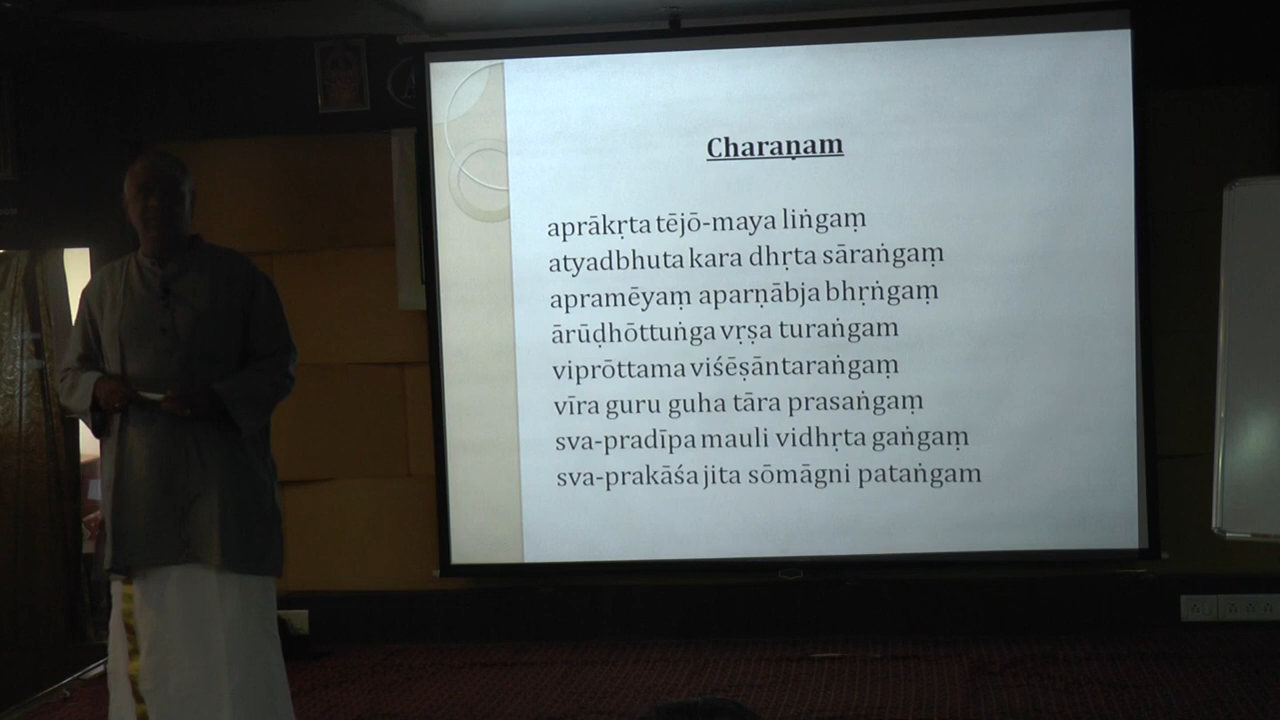 Charaṇam
aprākṛta tējō-maya liṅgaṃ
atyadbhuta kara dhṛta sāraṅgaṃ
apramēyaṃ aparṇābja bhṛṅgaṃ
ārūḍhōttuṅga vṛṣa turaṅgam
viprōttama viśēṣāntaraṅgaṃ
vīra guru guha tāra prasaṅgaṃ
sva-pradīpa mauli vidhṛta gaṅgaṃ
sva-prakāśa jita sōmāgni pataṅgam